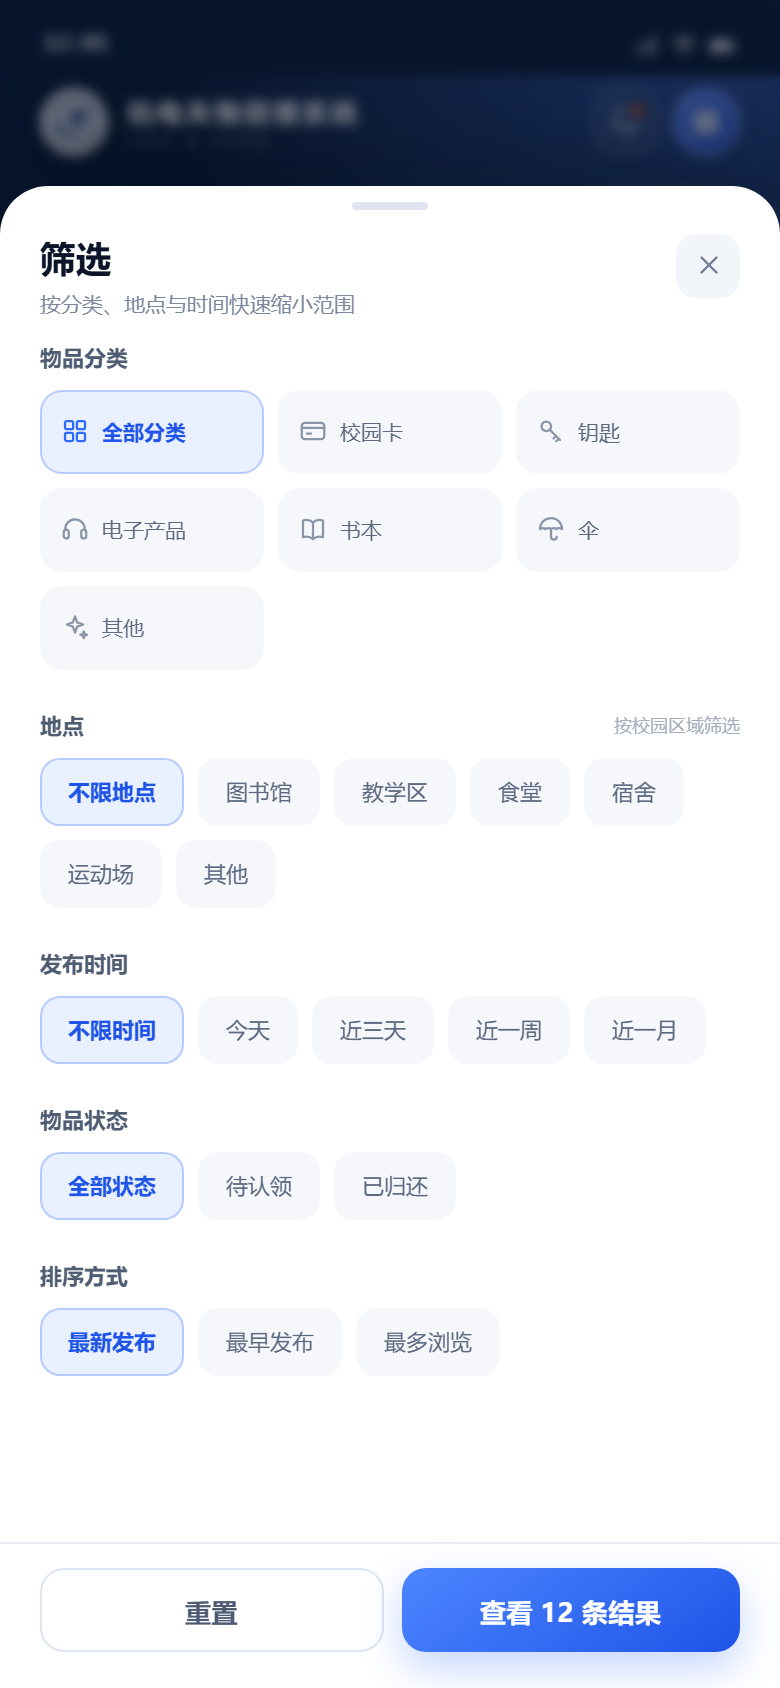 筛选
按分类、地点与时间快速缩小范围
物品分类
全部分类
校园卡
钥匙
电子产品
书本
伞
其他
地点
按校园区域筛选
不限地点
图书馆
教学区
食堂
宿舍
运动场
其他
发布时间
不限时间
今天
近三天
近一周
近一月
物品状态
全部状态
待认领
已归还
排序方式
最新发布
最早发布
最多浏览
重置
查看 12 条结果